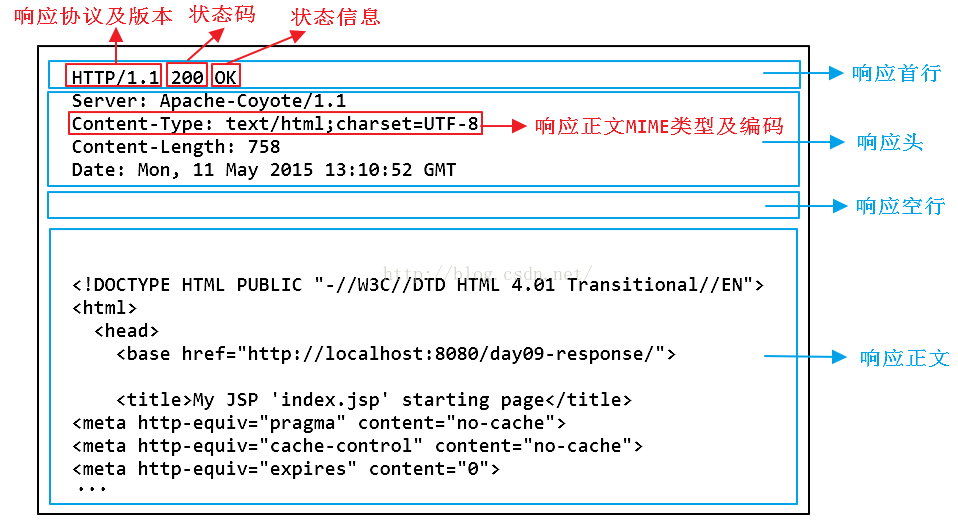 响应协议及版本 状态码 状态信息
HTTP/1.1 200 OK 响应首行
Server: Apache-Coyote/1.1
Content-Type: text/html;charset=UTF-8 响应正文MIME类型及编码
Content-Length: 758 响应头
Date: Mon, 11 May 2015 13:10:52 GMT
响应空行
http://blog.csdn.net/
<!DOCTYPE HTML PUBLIC "-//W3C//DTD HTML 4.01 Transitional//EN">
<html>
<head>
<base href="http://localhost:8080/day09-response/"> 响应正文
<title>My JSP 'index.jsp' starting page</title>
<meta http-equiv="pragma" content="no-cache">
<meta http-equiv="cache-control" content="no-cache">
<meta http-equiv="expires" content="0">
...